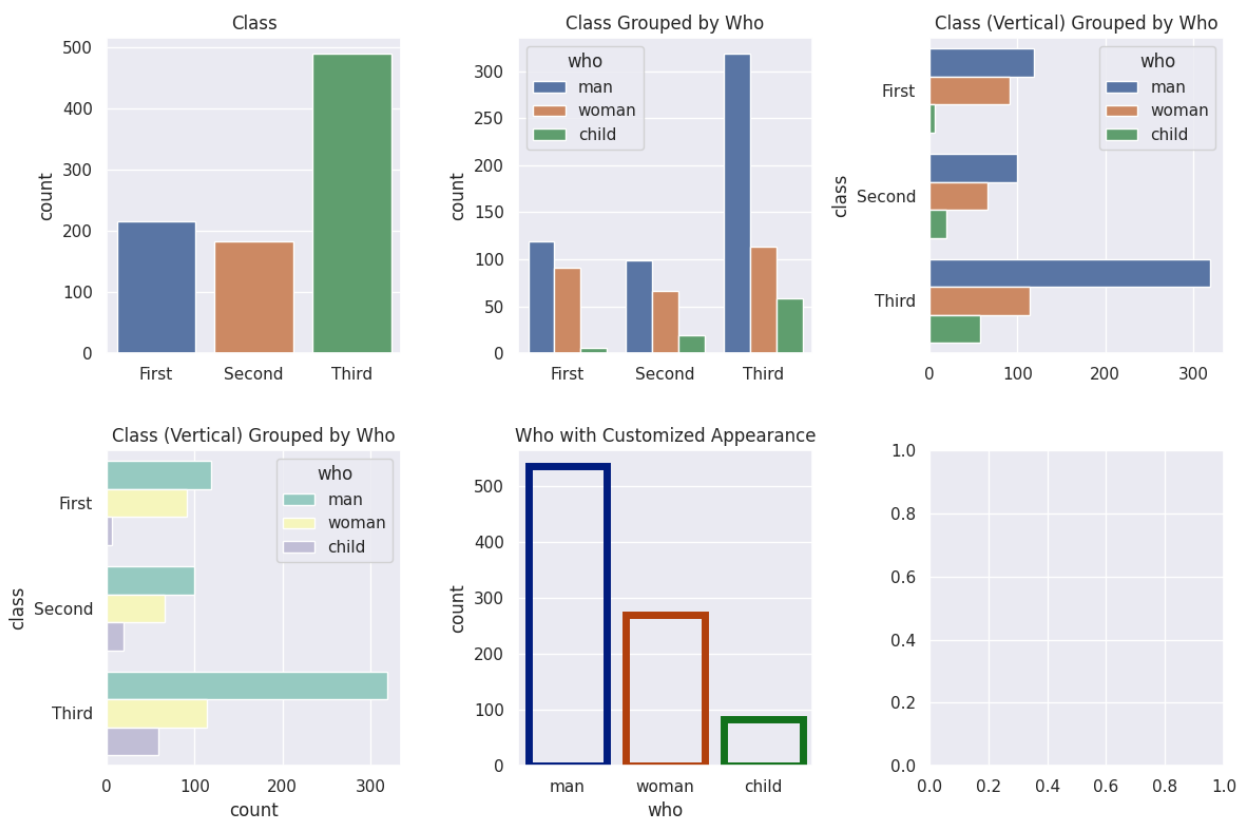 Class
500
400
300
200
100
0
count
First Second Third
Class Grouped by Who
who
man
woman
child
300
250
200
150
100
50
0
count
First Second Third
Class (Vertical) Grouped by Who
who
man
woman
child
First
Second
Third
class
0 100 200 300
Class (Vertical) Grouped by Who
who
man
woman
child
First
Second
Third
class
0 100 200 300
count
Who with Customized Appearance
500
400
300
200
100
0
count
man woman child
who
1.0
0.8
0.6
0.4
0.2
0.0
0.0 0.2 0.4 0.6 0.8 1.0